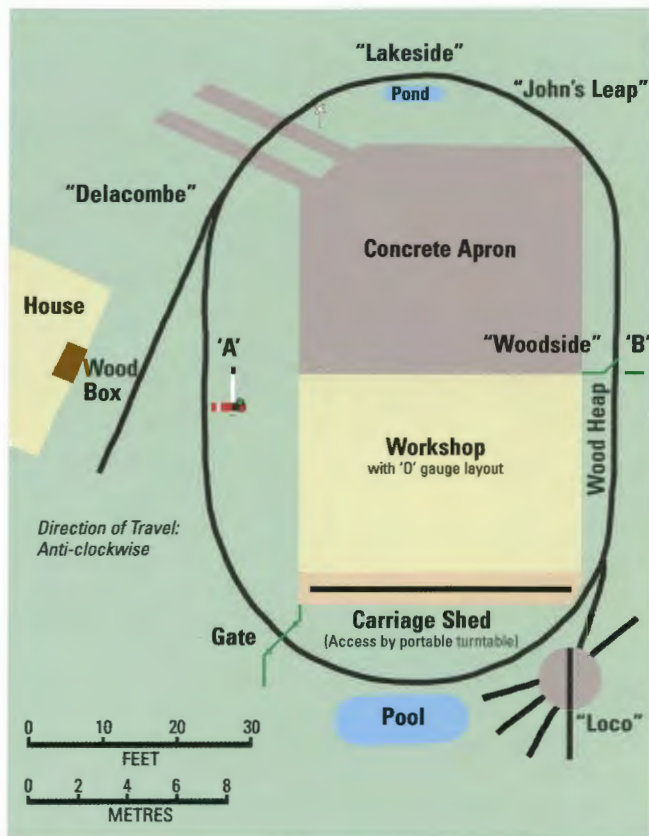 "Lakeside"
Pond
"John's Leap"
"Delacombe"
Concrete Apron
House
Wood
Box
'A'
"Woodside"
'B'
Wood Heap
Workshop
with 'O' gauge layout
Direction of Travel:
Anti-clockwise
Carriage Shed
(Access by portable turntable)
Gate
Pool
"Loco"
0 10 20 30
FEET
0 2 4 6 8
METRES